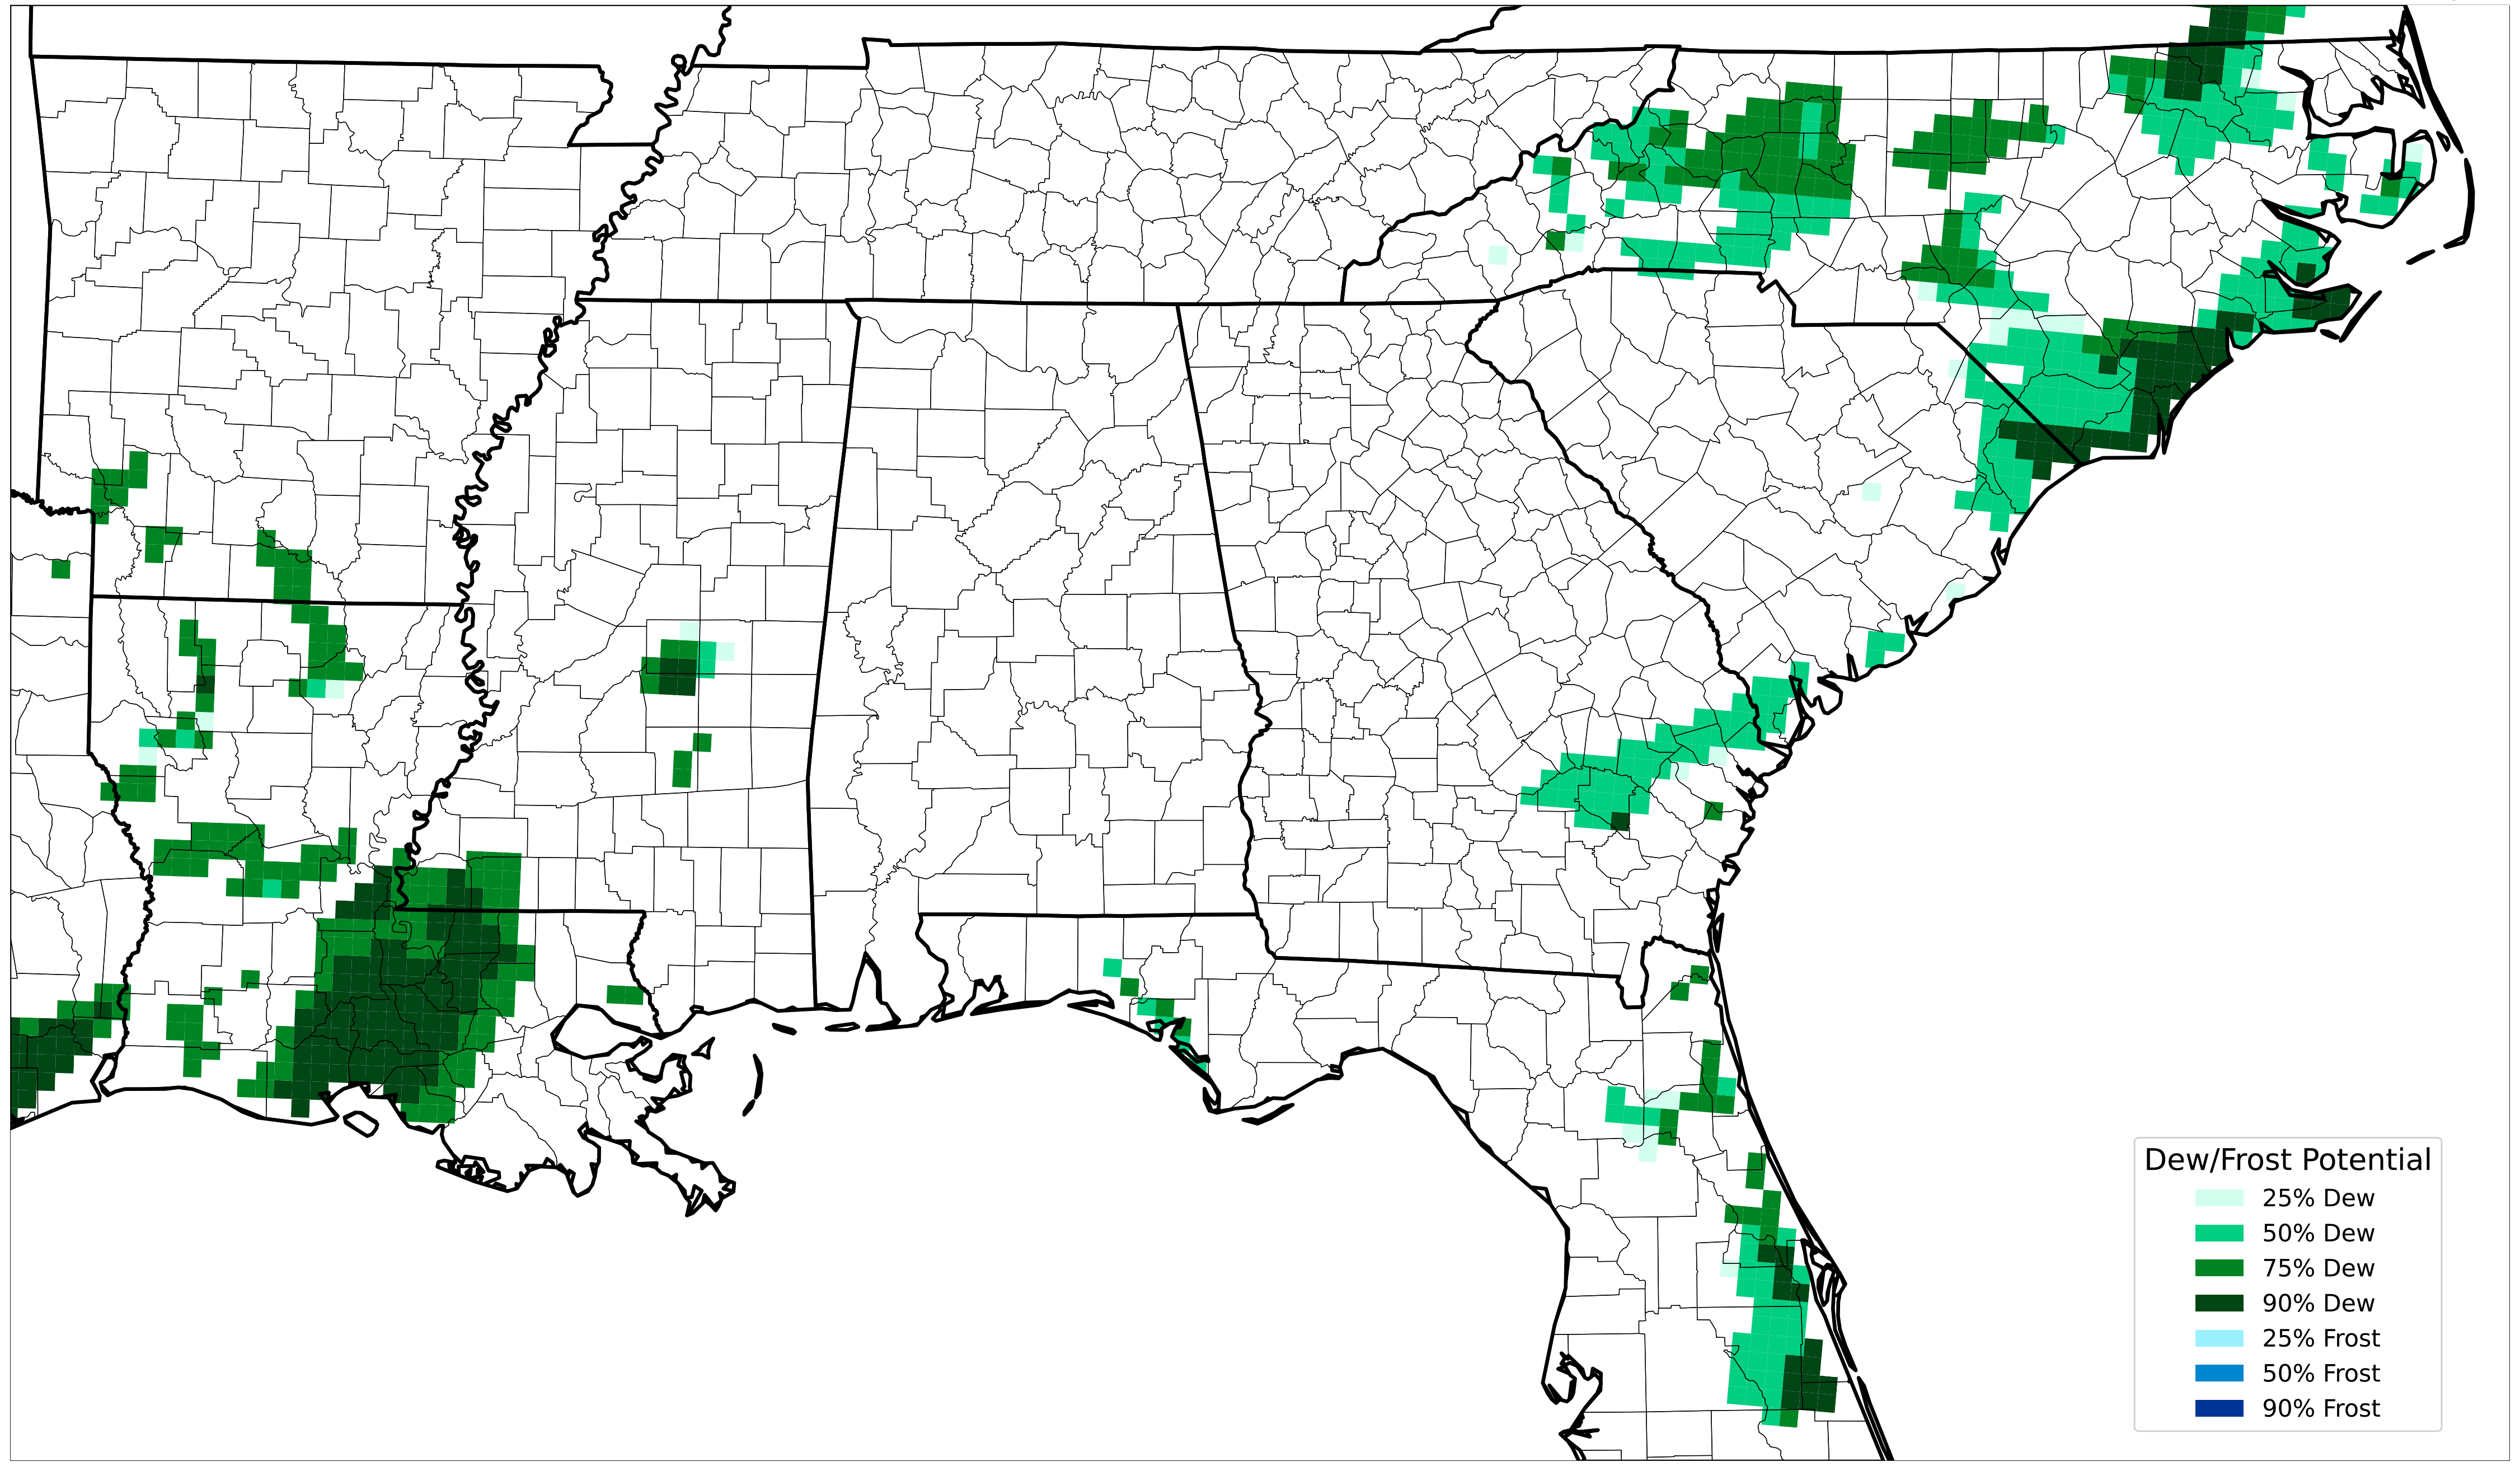 Dew/Frost Potential
25% Dew
50% Dew
75% Dew
90% Dew
25% Frost
50% Frost
90% Frost